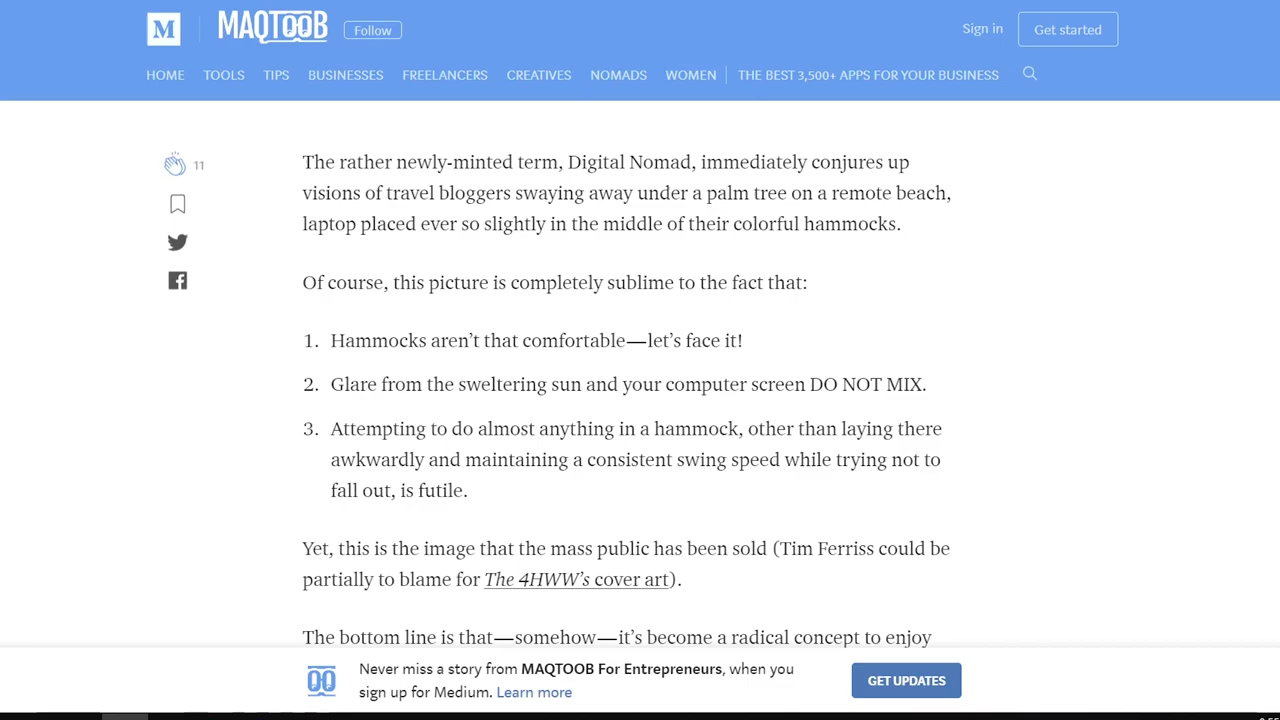 M
MAQTOOB
Follow
Sign in
Get started
HOME TOOLS TIPS BUSINESSES FREELANCERS CREATIVES NOMADS WOMEN THE BEST 3,500+ APPS FOR YOUR BUSINESS
11
The rather newly-minted term, Digital Nomad, immediately conjures up
visions of travel bloggers swaying away under a palm tree on a remote beach,
laptop placed ever so slightly in the middle of their colorful hammocks.
Of course, this picture is completely sublime to the fact that:
1. Hammocks aren’t that comfortable—let’s face it!
2. Glare from the sweltering sun and your computer screen DO NOT MIX.
3. Attempting to do almost anything in a hammock, other than laying there
awkwardly and maintaining a consistent swing speed while trying not to
fall out, is futile.
Yet, this is the image that the mass public has been sold (Tim Ferriss could be
partially to blame for The 4HWW’s cover art).
The bottom line is that—somehow—it’s become a radical concept to enjoy
Never miss a story from MAQTOOB For Entrepreneurs, when you
sign up for Medium. Learn more
GET UPDATES